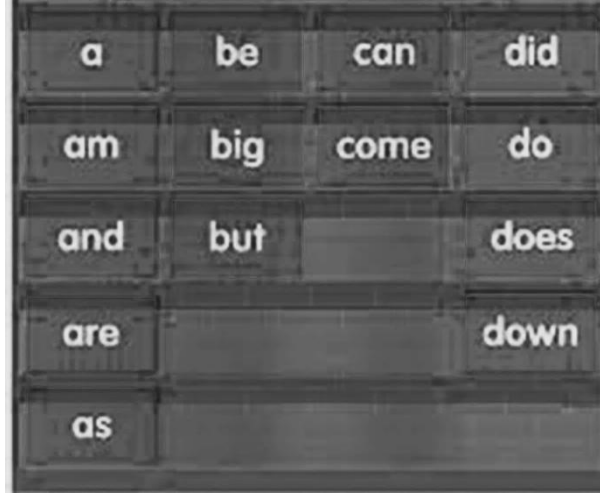 a be can did
am big come do
and but does
are down
as